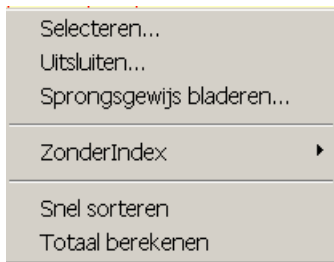 Selecteren...
Uitsluiten...
Sprongsgewijs bladeren...
ZonderIndex
Snel sorteren
Totaal berekenen